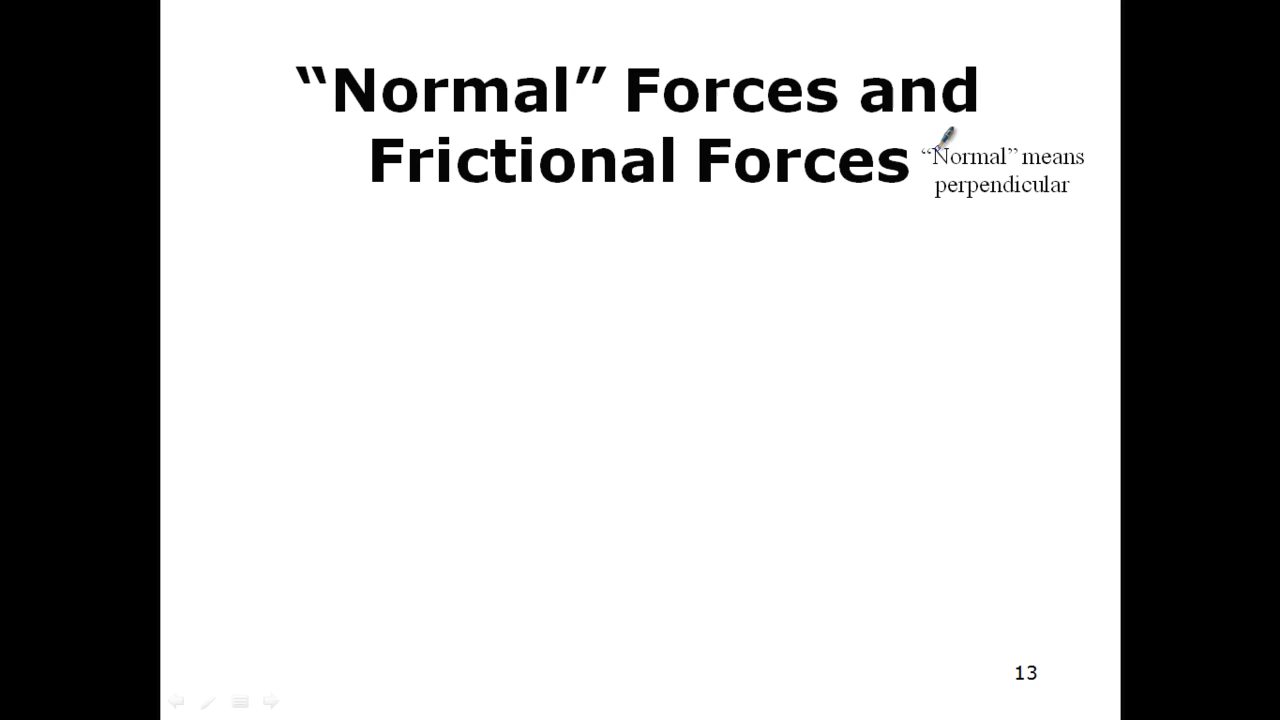 “Normal” Forces and
Frictional Forces
“Normal” means
perpendicular
13